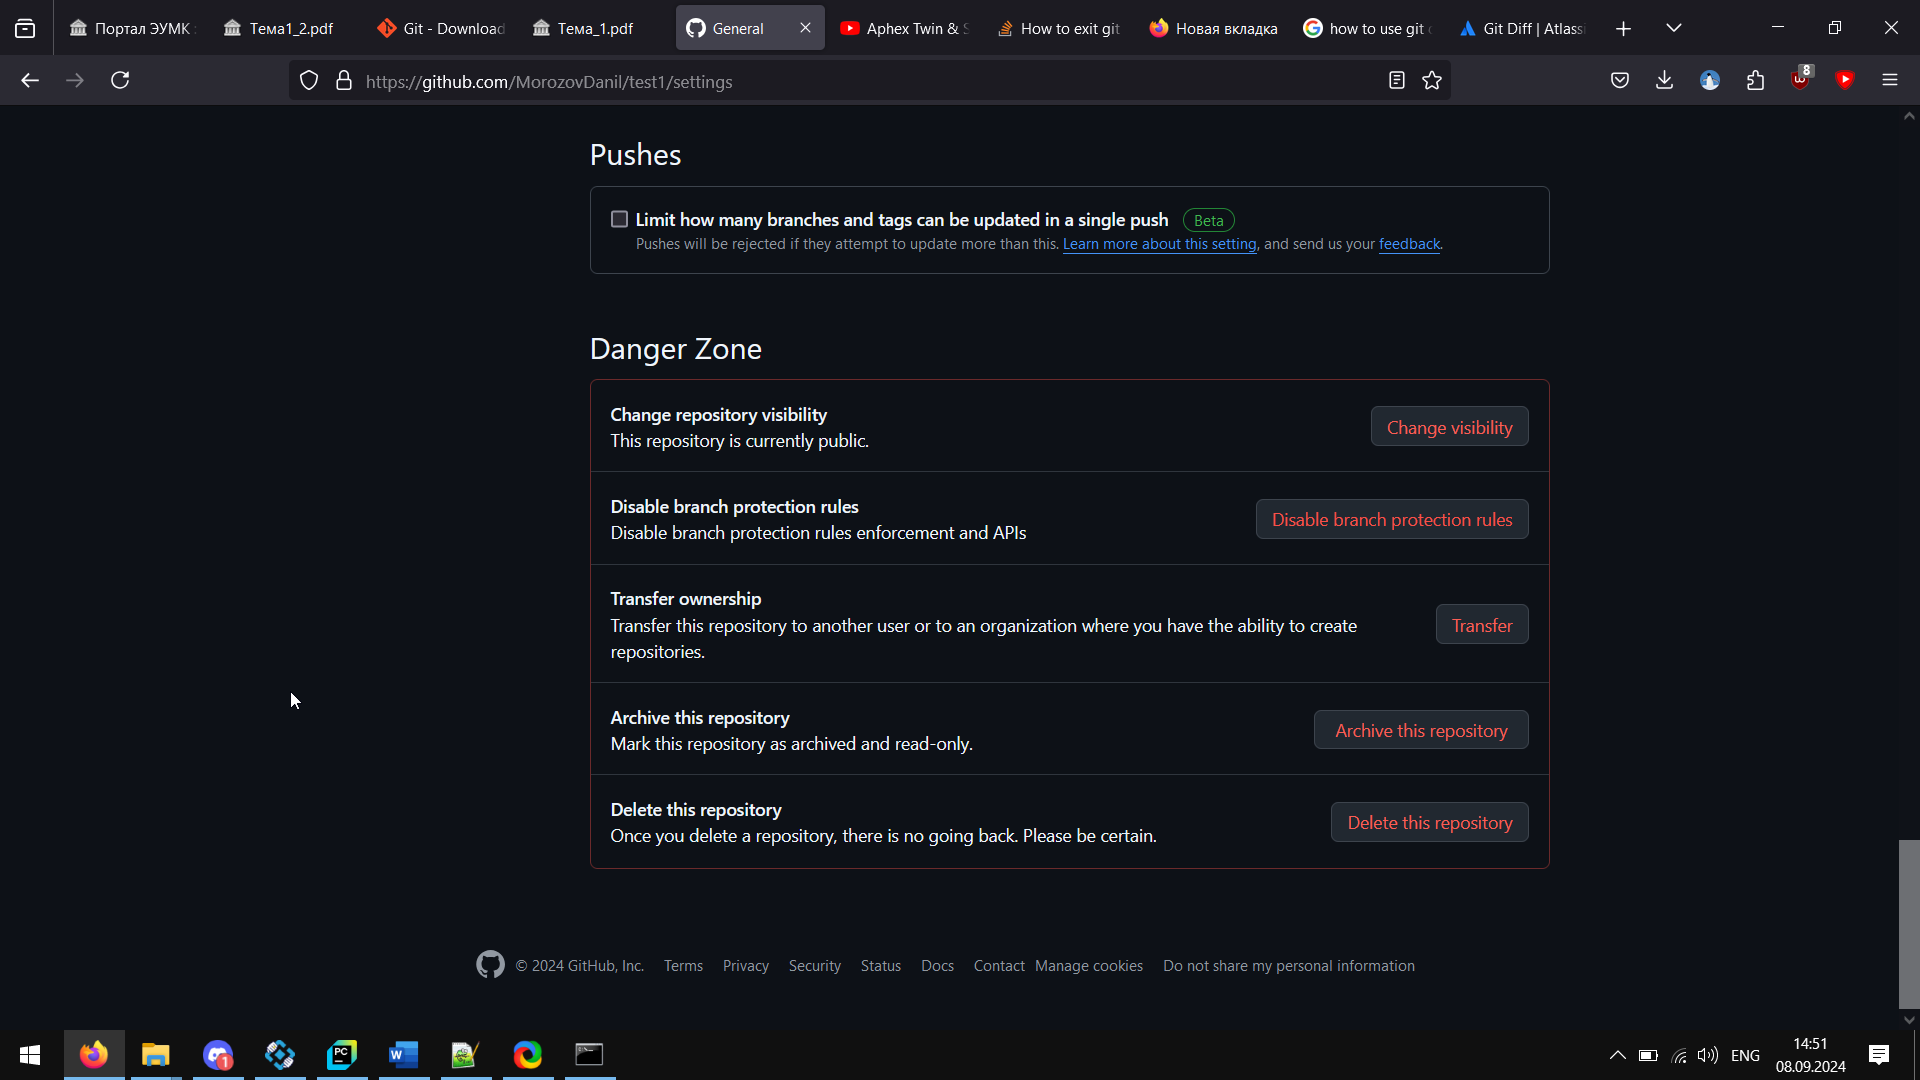 Портал ЭУМК
Тема1_2.pdf
Git - Download
Тема_1.pdf
General
Aphex Twin & S
How to exit git
Новая вкладка
how to use git
Git Diff | Atlass
https://github.com/MorozovDanil/test1/settings
8
Pushes
Limit how many branches and tags can be updated in a single push Beta
Pushes will be rejected if they attempt to update more than this. Learn more about this setting, and send us your feedback.
Danger Zone
Change repository visibility
This repository is currently public.
Change visibility
Disable branch protection rules
Disable branch protection rules enforcement and APIs
Disable branch protection rules
Transfer ownership
Transfer this repository to another user or to an organization where you have the ability to create
repositories.
Transfer
Archive this repository
Mark this repository as archived and read-only.
Archive this repository
Delete this repository
Once you delete a repository, there is no going back. Please be certain.
Delete this repository
© 2024 GitHub, Inc. Terms Privacy Security Status Docs Contact Manage cookies Do not share my personal information
1
PC
W
ENG
14:51
08.09.2024